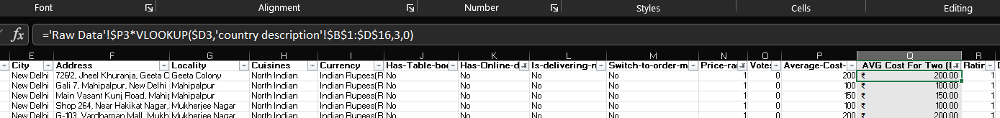 Font Alignment Number Styles Cells Editing
fx ='Raw Data'!$P3*VLOOKUP($D3,'country description'!$B$1:$D$16,3,0)
E F G H I J K L M N O P Q R
City Address Locality Cuisines Currency Has-Table-boo Has-Online-d Is-delivering-n Switch-to-order-m Price-ra Votes Average-Cost- AVG Cost For Two (I Ratin
New Delhi 726/2, Jheel Khuranja, Geeta C Geeta Colony North Indian Indian Rupees(R No No No No 1 0 200 ₹ 200.00 1
New Delhi Gali 7, Mahipalpur, New Delhi Mahipalpur North Indian Indian Rupees(R No No No No 1 0 100 ₹ 100.00 1
New Delhi Main Vasant Kunj Road, Mahip Mahipalpur North Indian Indian Rupees(R No No No No 1 0 150 ₹ 150.00 1
New Delhi Shop 264, Near Hakikat Nagar, Mukherjee Nagar North Indian Indian Rupees(R No No No No 1 0 100 ₹ 100.00 1
New Delhi G-103, Vardhaman Mall, Mukh Mukherjee Nagar North Indian Indian Rupees(R No No No No 1 0 200 ₹ 200.00 1